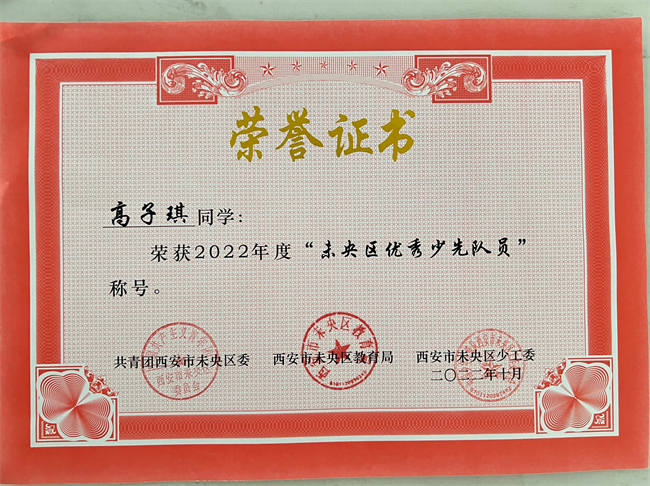 荣誉证书
高子琪同学：
荣获2022年度“未央区优秀少先队员”
称号。
共青团西安市未央区委 西安市未央区教育局 西安市未央区少工委
二〇二二年十月